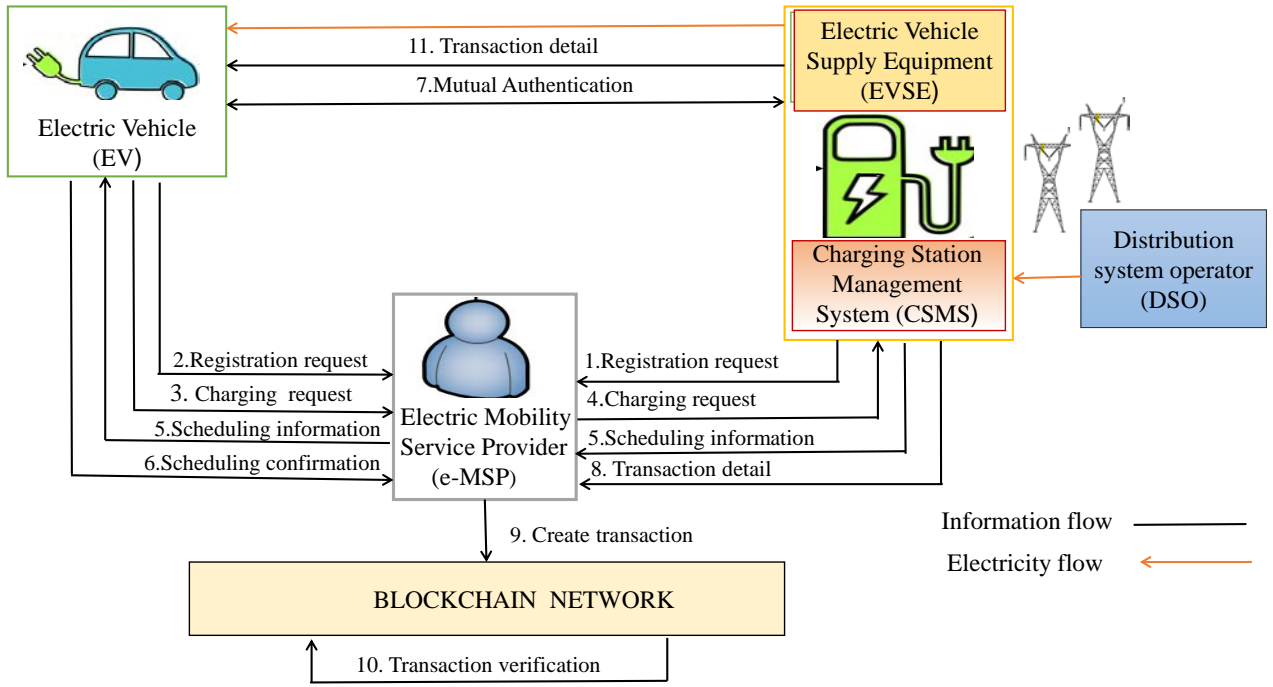 11. Transaction detail
7.Mutual Authentication
Electric Vehicle
(EV)
Electric Vehicle
Supply Equipment
(EVSE)
Charging Station
Management
System (CSMS)
Distribution
system operator
(DSO)
2.Registration request
3. Charging request
5.Scheduling information
6.Scheduling confirmation
Electric Mobility
Service Provider
(e-MSP)
1.Registration request
4.Charging request
5.Scheduling information
8. Transaction detail
9. Create transaction
BLOCKCHAIN NETWORK
10. Transaction verification
Information flow
Electricity flow